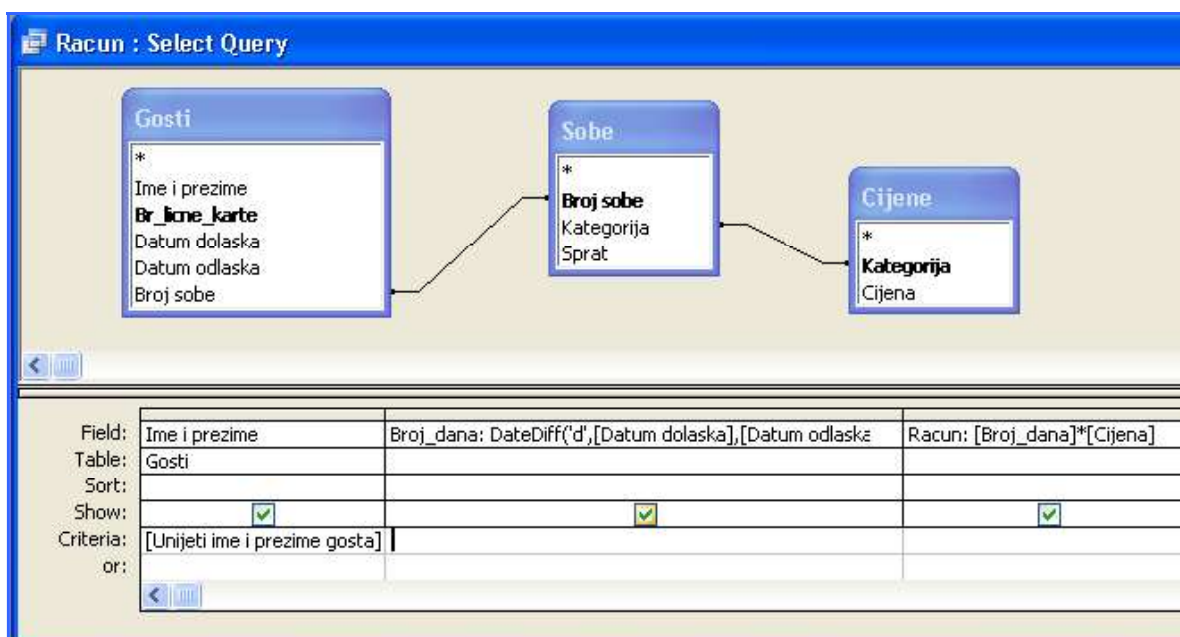 Racun : Select Query
Gosti
*
Ime i prezime
Br_licne_karte
Datum dolaska
Datum odlaska
Broj sobe
Sobe
*
Broj sobe
Kategorija
Sprat
Cijene
*
Kategorija
Cijena
Field: Ime i prezime Broj_dana: DateDiff('d',[Datum dolaska],[Datum odlaska Racun: [Broj_dana]*[Cijena]
Table: Gosti
Sort:
Show:
Criteria: [Unijeti ime i prezime gosta]
or: